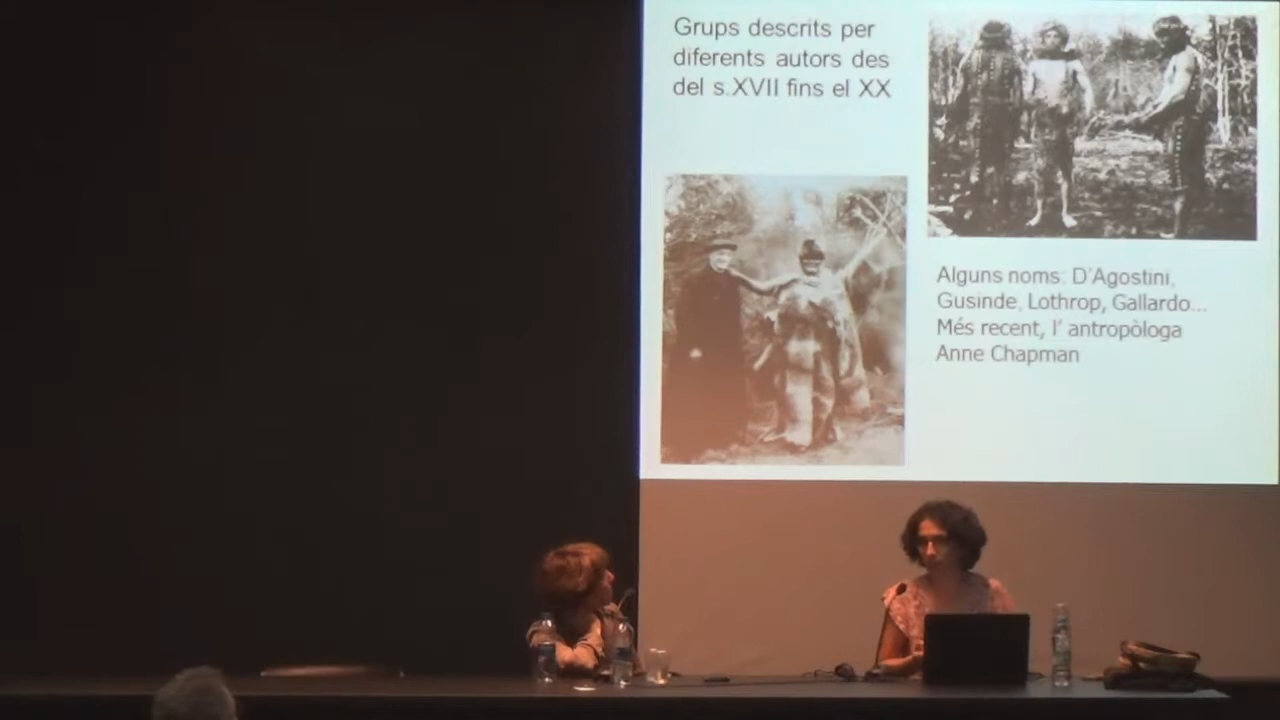 Grups descrits per
diferents autors des
del s.XVII fins el XX
Alguns noms: D'Agostini,
Gusinde, Lothrop, Gallardo...
Més recent, l' antropòloga
Anne Chapman